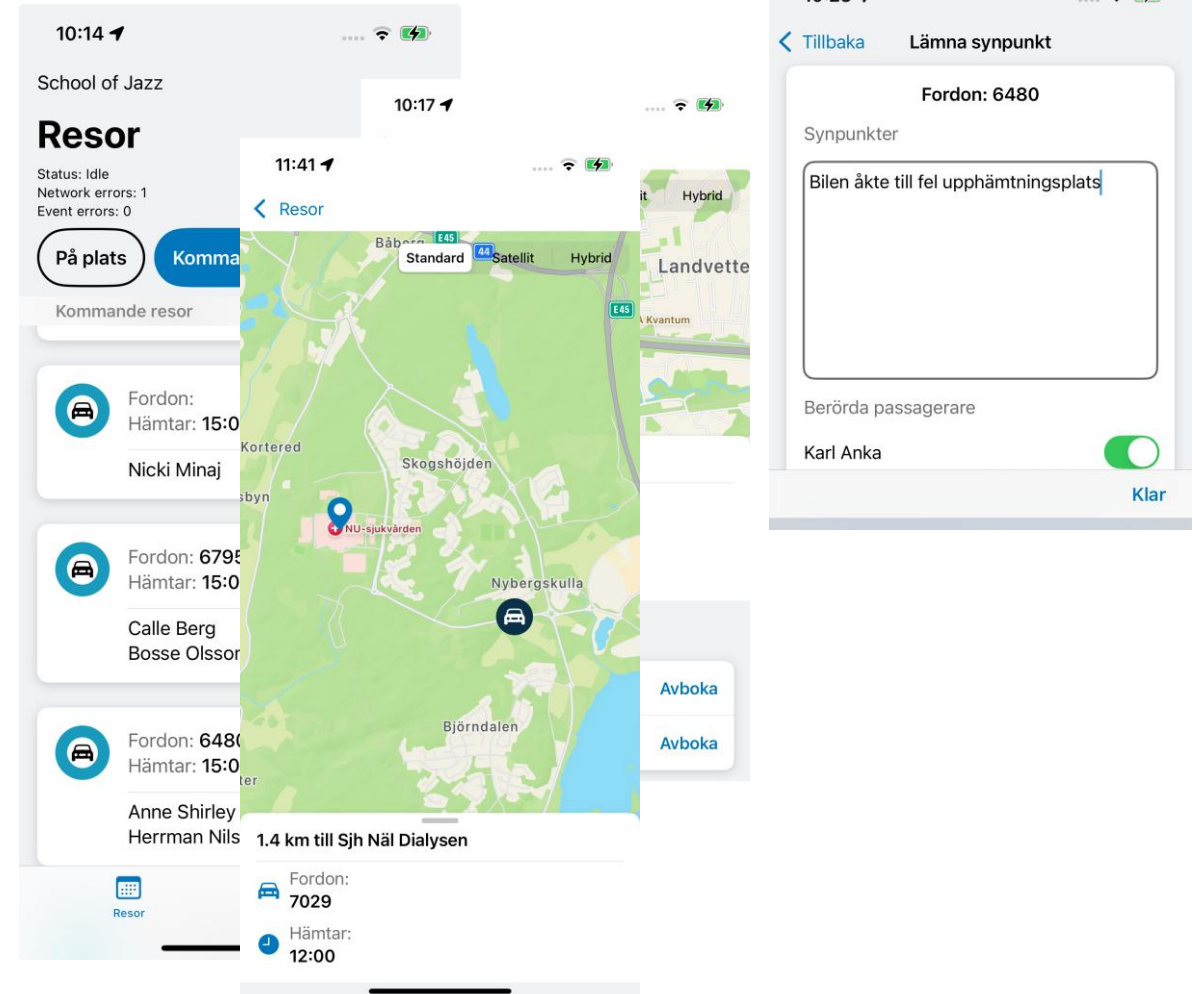 10:14
School of Jazz
Resor
Status: Idle
Network errors: 1
Event errors: 0
På plats
Kommande resor
Fordon:
Hämtar: 15:0
Nicki Minaj
Fordon: 6795
Hämtar: 15:0
Calle Berg
Bosse Olsson
Fordon: 6480
Hämtar: 15:0
Anne Shirley
Herrman Nils
Resor
10:17
Hybrid
Landvette
Kvantum
Avboka
Avboka
11:41
Resor
Standard
Satellit
Hybrid
E45
44
E45
Kortered
Skogshöjden
NU-sjukvården
Nybergskulla
Björndalen
1.4 km till Sjh Näl Dialysen
Fordon:
7029
Hämtar:
12:00
Tillbaka
Lämna synpunkt
Fordon: 6480
Synpunkter
Bilen åkte till fel upphämtningsplats
Berörda passagerare
Karl Anka
Klar